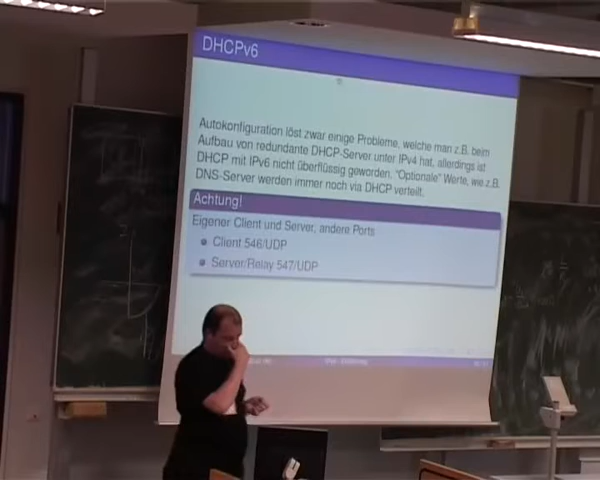 DHCPv6
Autokonfiguration löst zwar einige Probleme, welche man z.B. beim
Aufbau von redundante DHCP-Server unter IPv4 hat, allerdings ist
DHCP mit IPv6 nicht überflüssig geworden. "Optionale" Werte, wie z.B.
DNS-Server werden immer noch via DHCP verteilt.
Achtung!
Eigener Client und Server, andere Ports
Client 546/UDP
Server/Relay 547/UDP